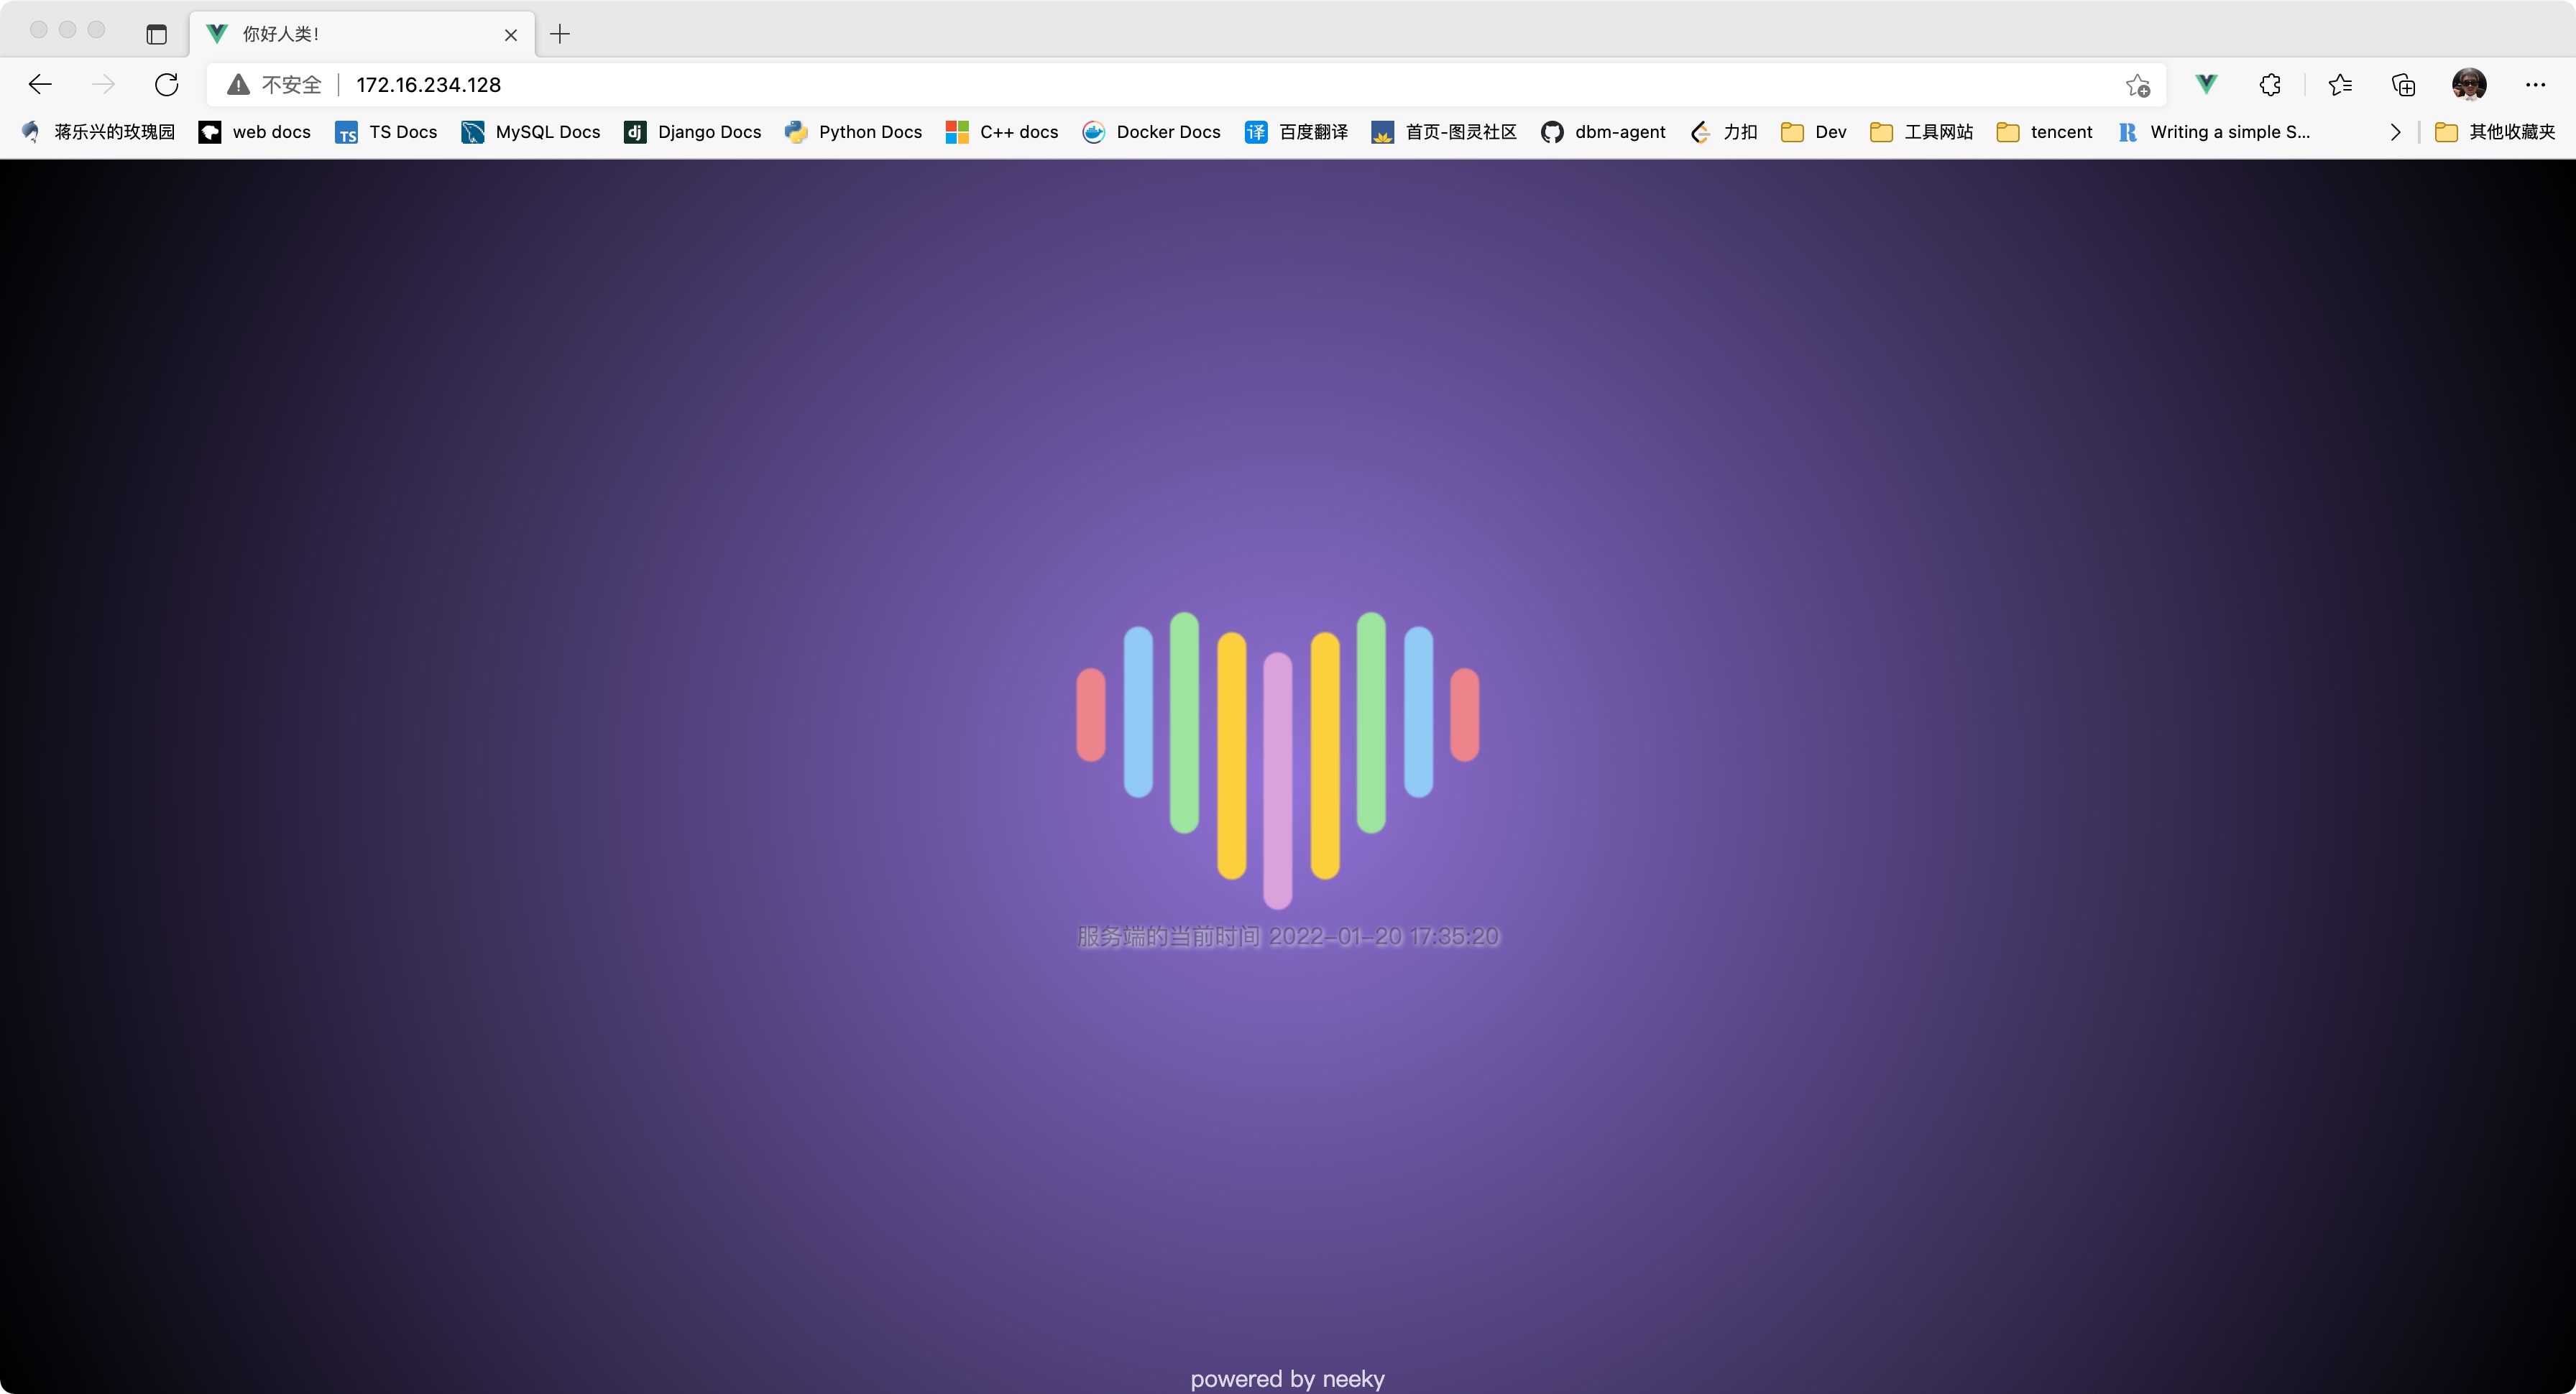 你好人类！
不安全 172.16.234.128
蒋乐兴的玫瑰园 web docs TS TS Docs MySQL Docs dj Django Docs Python Docs C++ docs Docker Docs 译 百度翻译 首页-图灵社区 dbm-agent 力扣 Dev 工具网站 tencent R Writing a simple S... 其他收藏夹
服务端的当前时间 2022-01-20 17:35:20
powered by neeky